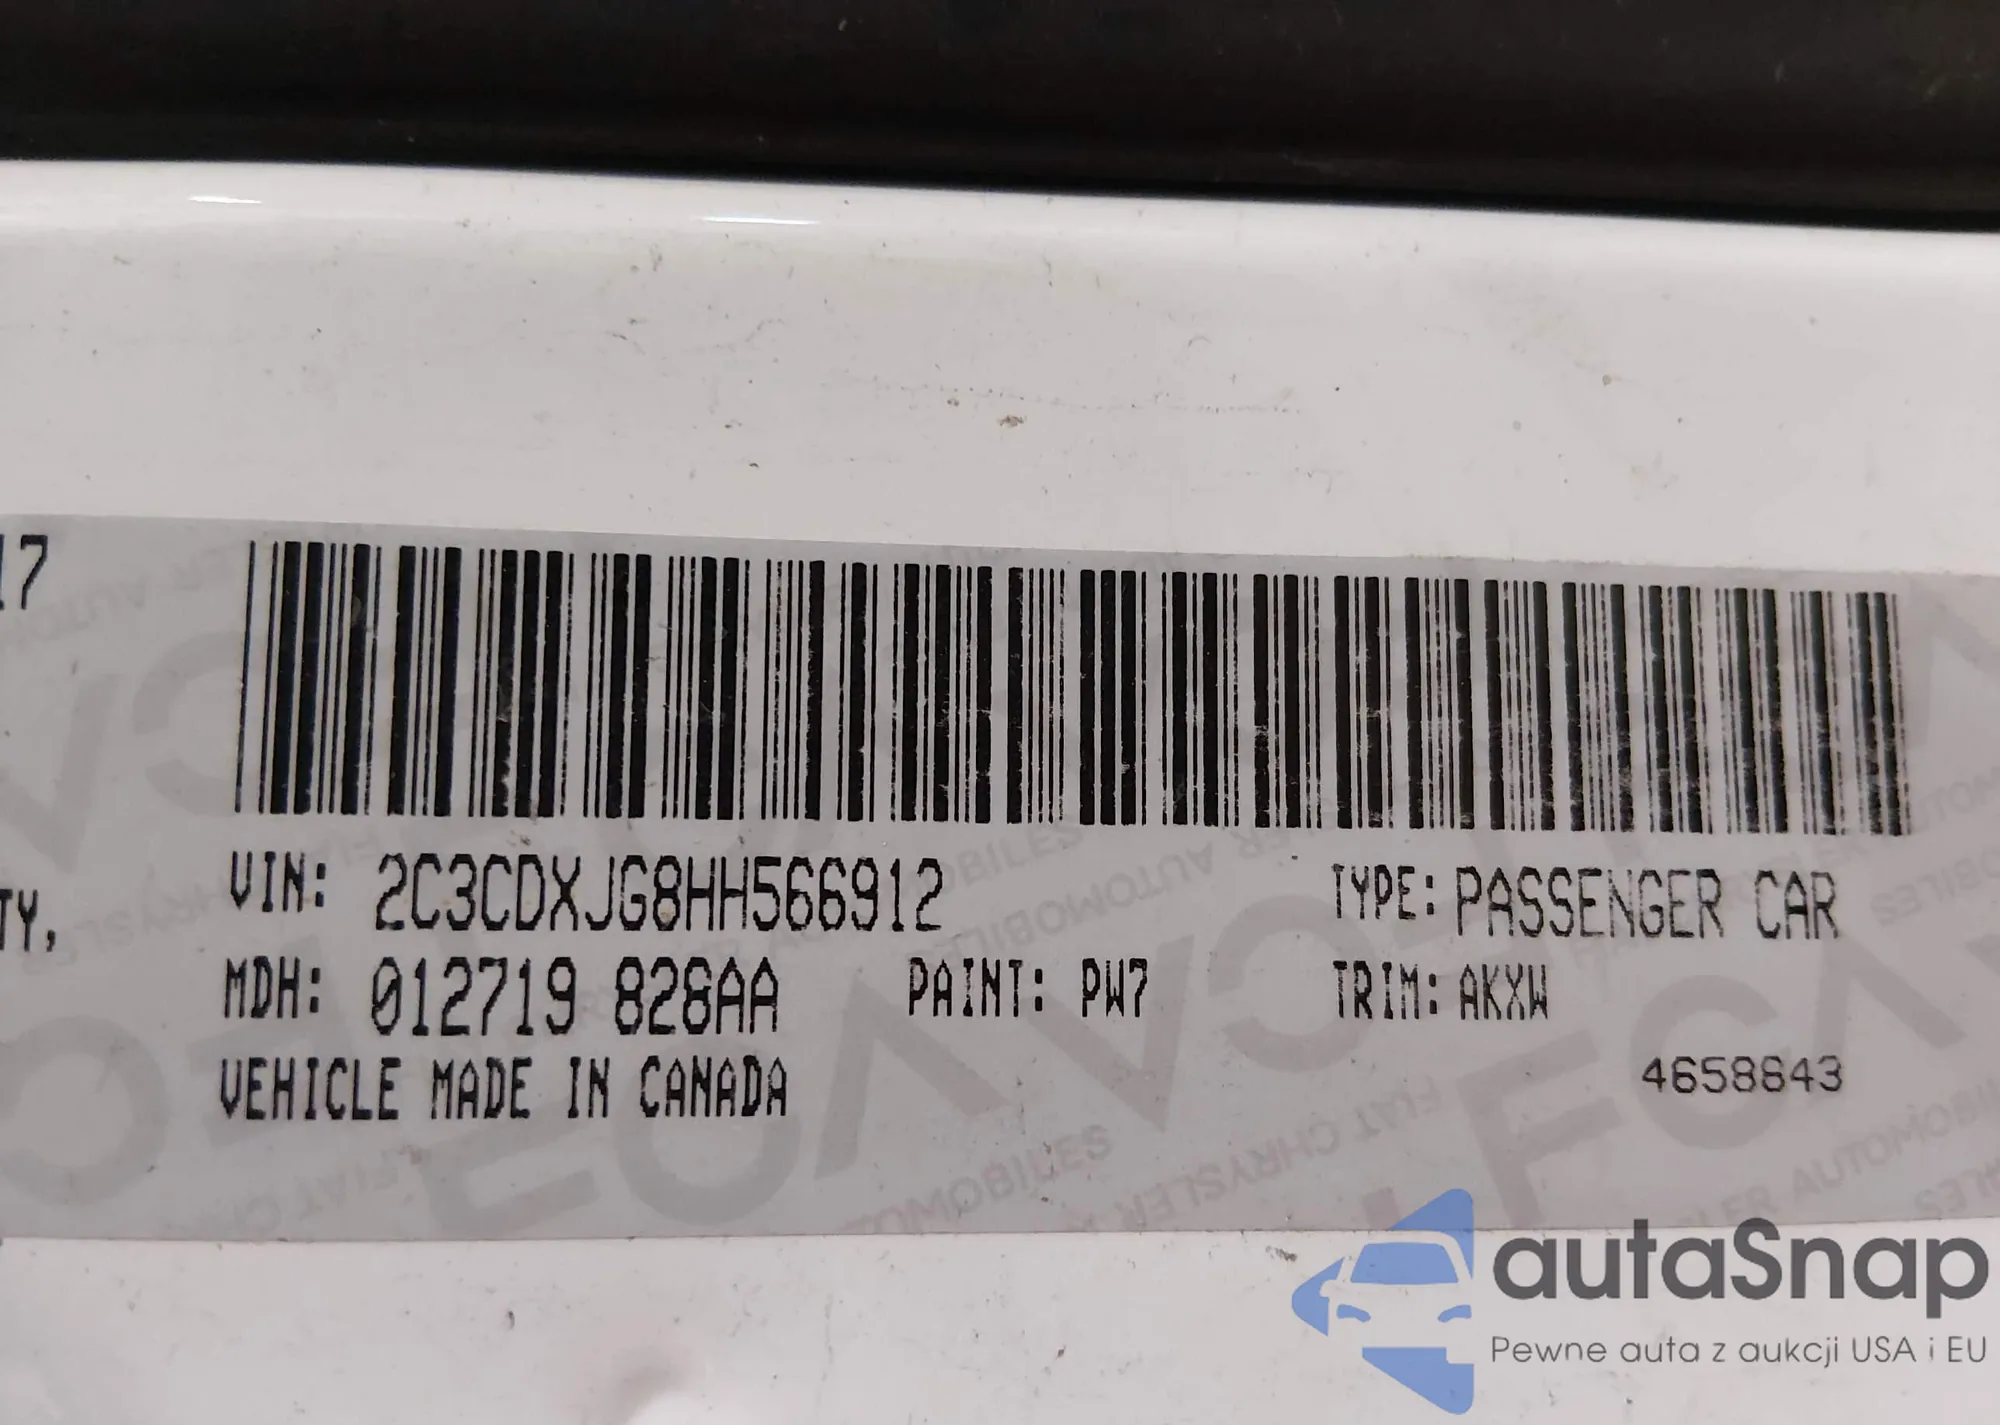 17
TY,
VIN: 2C3CDXJG8HH566912
TYPE: PASSENGER CAR
MDH: 012719 828AA
PAINT: PW7
TRIM: AKXW
VEHICLE MADE IN CANADA
4658643
autaSnap
Pewne auta z aukcji USA i EU